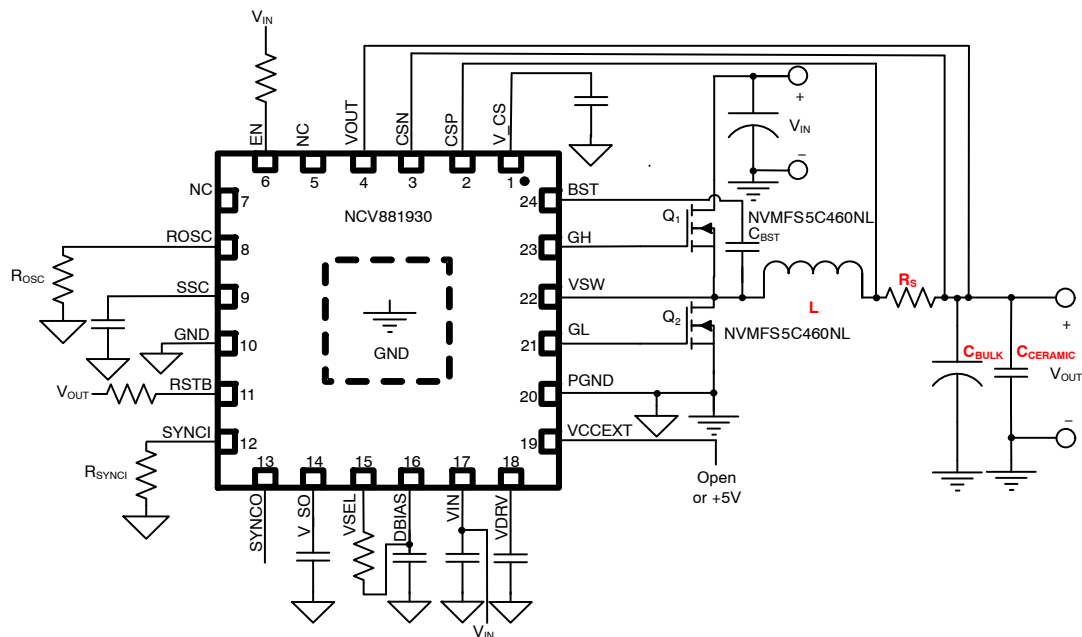 VIN
EN
NC
VOUT
CSN
CSP
V_CS
6
5
4
3
2
1
+
VIN
−
NC
7
NCV881930
24
BST
Q1
NVMFS5C460NL
CBST
ROSC
ROSC
8
23
GH
SSC
9
22
VSW
L
RS
+
GND
10
GND
21
GL
Q2
NVMFS5C460NL
CBULK
CCERAMIC
VOUT
VOUT
RSTB
11
20
PGND
−
SYNCI
12
19
VCCEXT
RSYNCI
13
14
15
16
17
18
Open
or +5V
SYNCO
V_SO
VSEL
DBIAS
VIN
VDRV
VIN